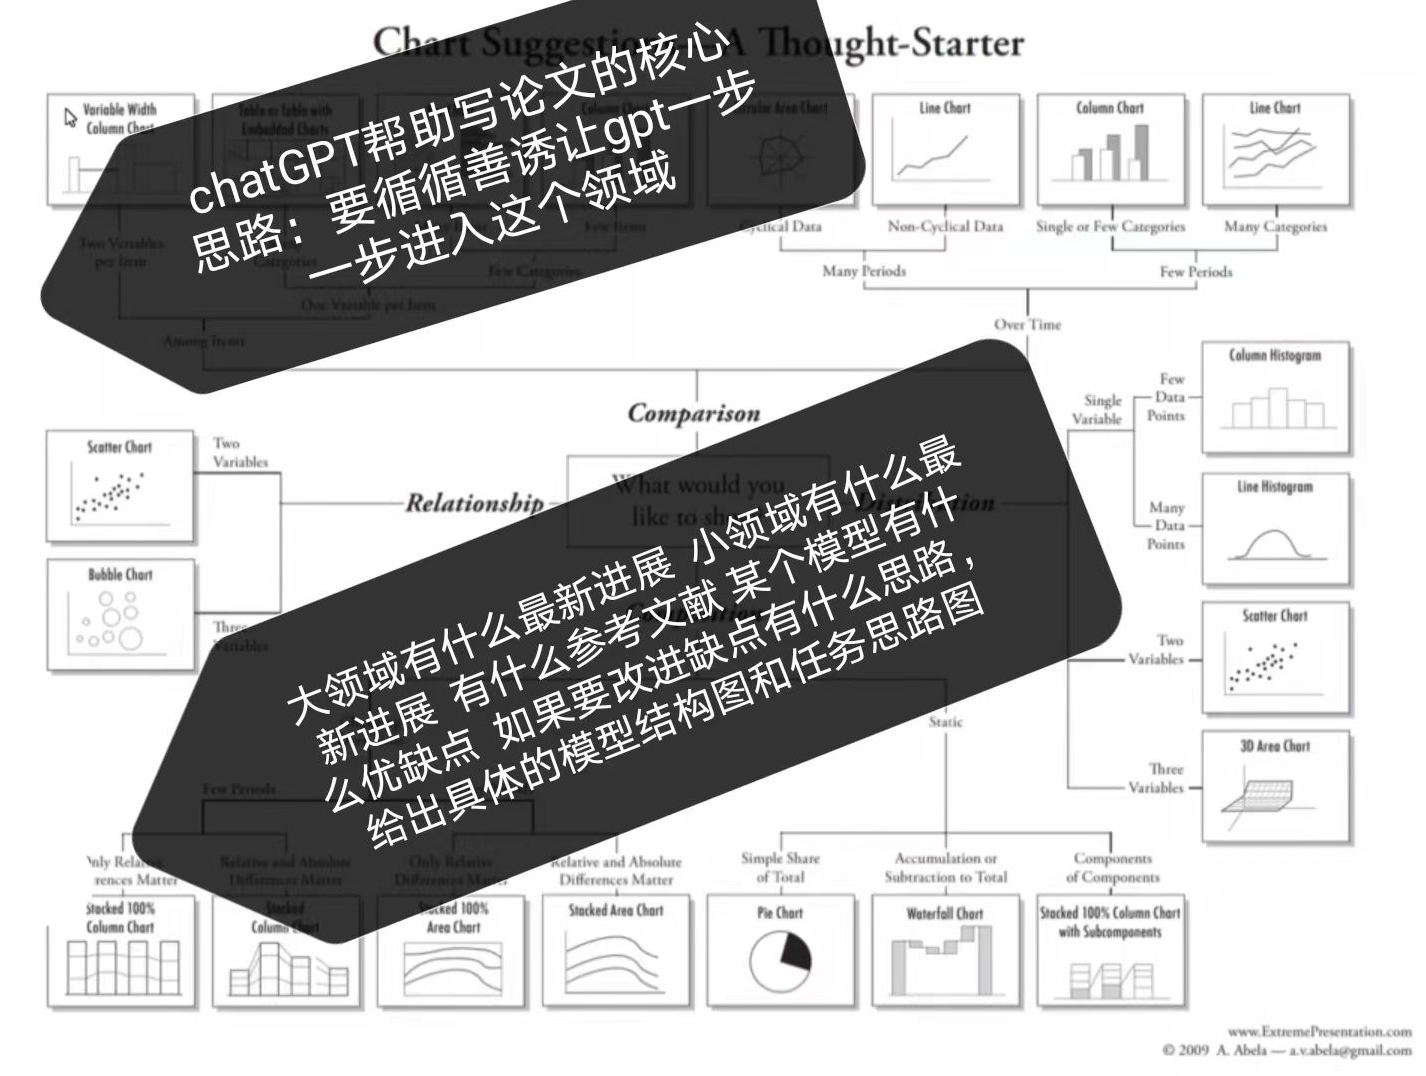 Chart Suggestions—A Thought-Starter
chatGPT帮助写论文的核心
思路：要循循善诱让gpt一步
一步进入这个领域
Variable Width
Column Chart
Table or Table with
Embedded Charts
Circular Area Chart
Line Chart
Column Chart
Line Chart
Two Variables
per Item
Categories
Few Items
Cyclical Data
Non-Cyclical Data
Single or Few Categories
Many Categories
Few Categories
Many Periods
Few Periods
One Variable per Item
Among Items
Over Time
Comparison
What would you
like to show
Relationship
Distribution
Composition
Scatter Chart
Two
Variables
Bubble Chart
Three
Variables
Single
Variable
Few
Data
Points
Column Histogram
Many
Data
Points
Line Histogram
Two
Variables
Scatter Chart
Three
Variables
3D Area Chart
大领域有什么最新进展 小领域有什么最
新进展 有什么参考文献 某个模型有什
么优缺点 如果要改进缺点有什么思路，
给出具体的模型结构图和任务思路图
Static
Few Periods
Only Relative
Differences Matter
Relative and Absolute
Differences Matter
Only Relative
Differences Matter
Relative and Absolute
Differences Matter
Simple Share
of Total
Accumulation or
Subtraction to Total
Components
of Components
Stacked 100%
Column Chart
Stacked
Column Chart
Stacked 100%
Area Chart
Stacked Area Chart
Pie Chart
Waterfall Chart
Stacked 100% Column Chart
with Subcomponents
www.ExtremePresentation.com
© 2009 A. Abela — a.v.abela@gmail.com